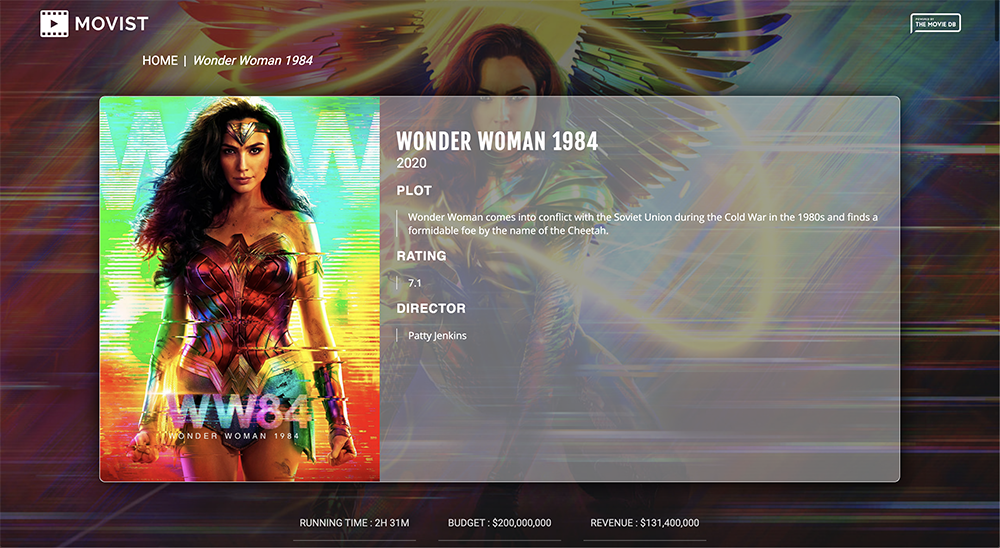 MOVIST
POWERED BY
THE MOVIE DB
HOME | Wonder Woman 1984
WW
WW84
WONDER WOMAN 1984
WONDER WOMAN 1984
2020
PLOT
Wonder Woman comes into conflict with the Soviet Union during the Cold War in the 1980s and finds a
formidable foe by the name of the Cheetah.
RATING
7.1
DIRECTOR
Patty Jenkins
RUNNING TIME : 2H 31M
BUDGET : $200,000,000
REVENUE : $131,400,000